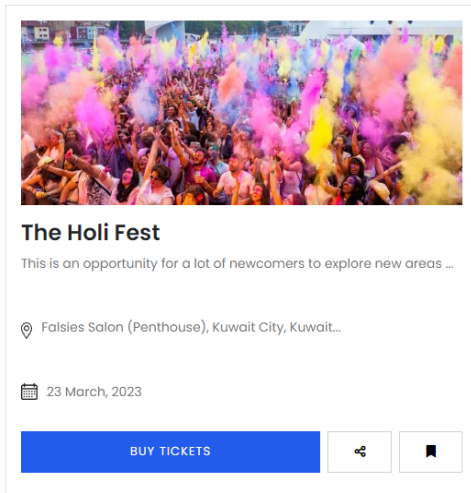 The Holi Fest
This is an opportunity for a lot of newcomers to explore new areas ...
Falsies Salon (Penthouse), Kuwait City, Kuwait...
23 March, 2023
BUY TICKETS